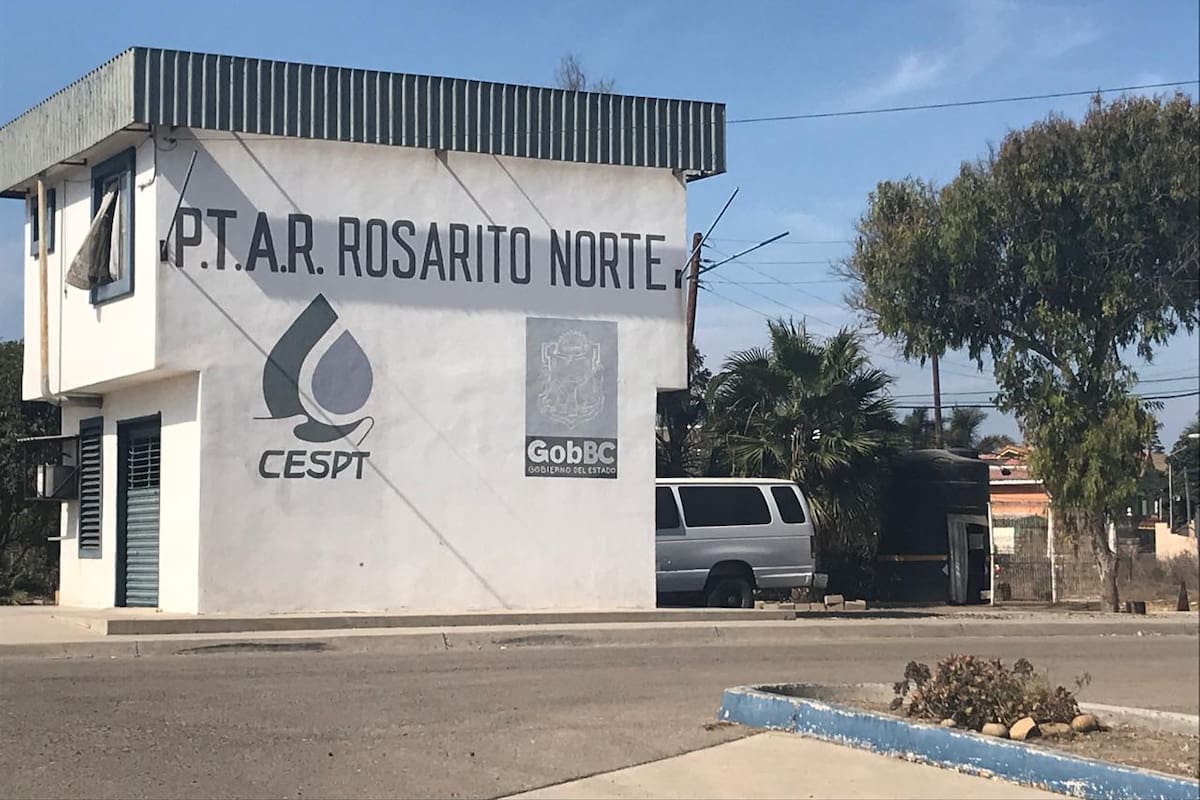 P.T.A.R. ROSARITO NORTE
CESPT
GobBC
GOBIERNO DEL ESTADO